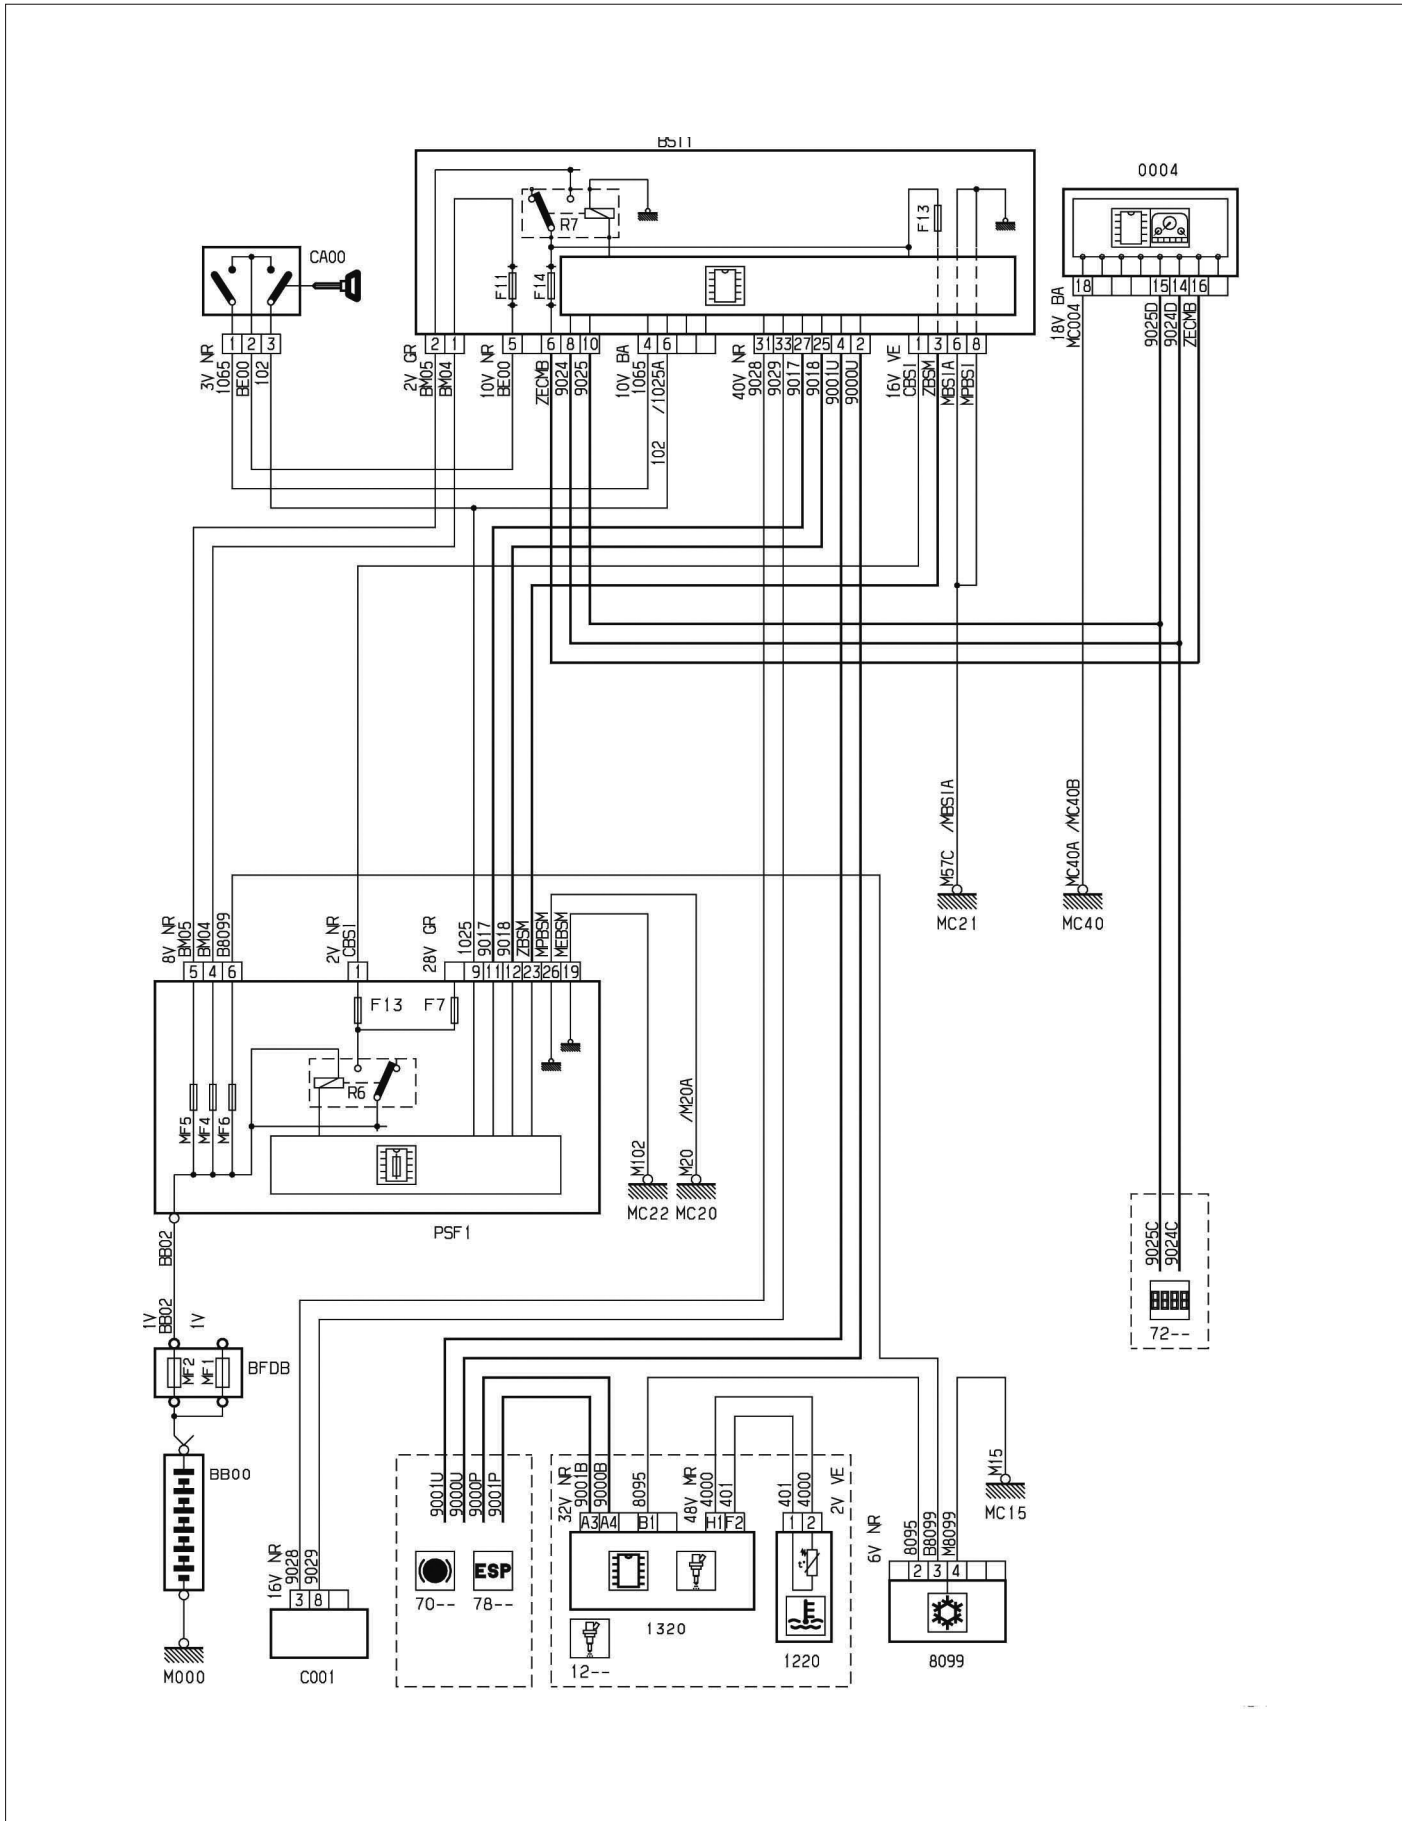 BSI1
0004
R7
F13
CA00
F11
F14
18 15 14 16
18V BA
MC004
9025D
9024D
ZECMB
1 2 3
2 1 5 6 8 10 4 6 31 33 27 25 4 2 1 3 6 8
3V NR
1065
BE00
102
2V GR
BM05
BM04
10V NR
BE00
ZECMB
9024
9025
10V BA
1065
/1025A
102
40V NR
9028
9029
9017
9018
9001U
9000U
16V VE
CBSI
ZBSM
MBSIA
MPBSI
M57C /MBSIA
MC21
MC40A /MC40B
MC40
8V NR
BM05
BM04
B8099
2V NR
CBSI
28V GR
1025
9017
9018
ZBSM
MPBSM
MEBSM
5 4 6 1 9 11 12 23 26 19
F13 F7
R6
MF5
MF4
MF6
M102
M20 /M20A
MC22 MC20
PSF1
BB02
1V
BB02
1V
MF2
MF1
BFDB
BB00
M000
9025C
9024C
72--
16V NR
9028
9029
3 8
C001
9001U
9000U
9000P
9001P
ESP
70-- 78--
32V NR
9001B
9000B
8095
48V MR
4000
401
401
4000
2V VE
A3 A4 B1 H1 F2 1 2
1320
12--
1220
M15
MC15
6V NR
8095
B8099
M8099
2 3 4
8099